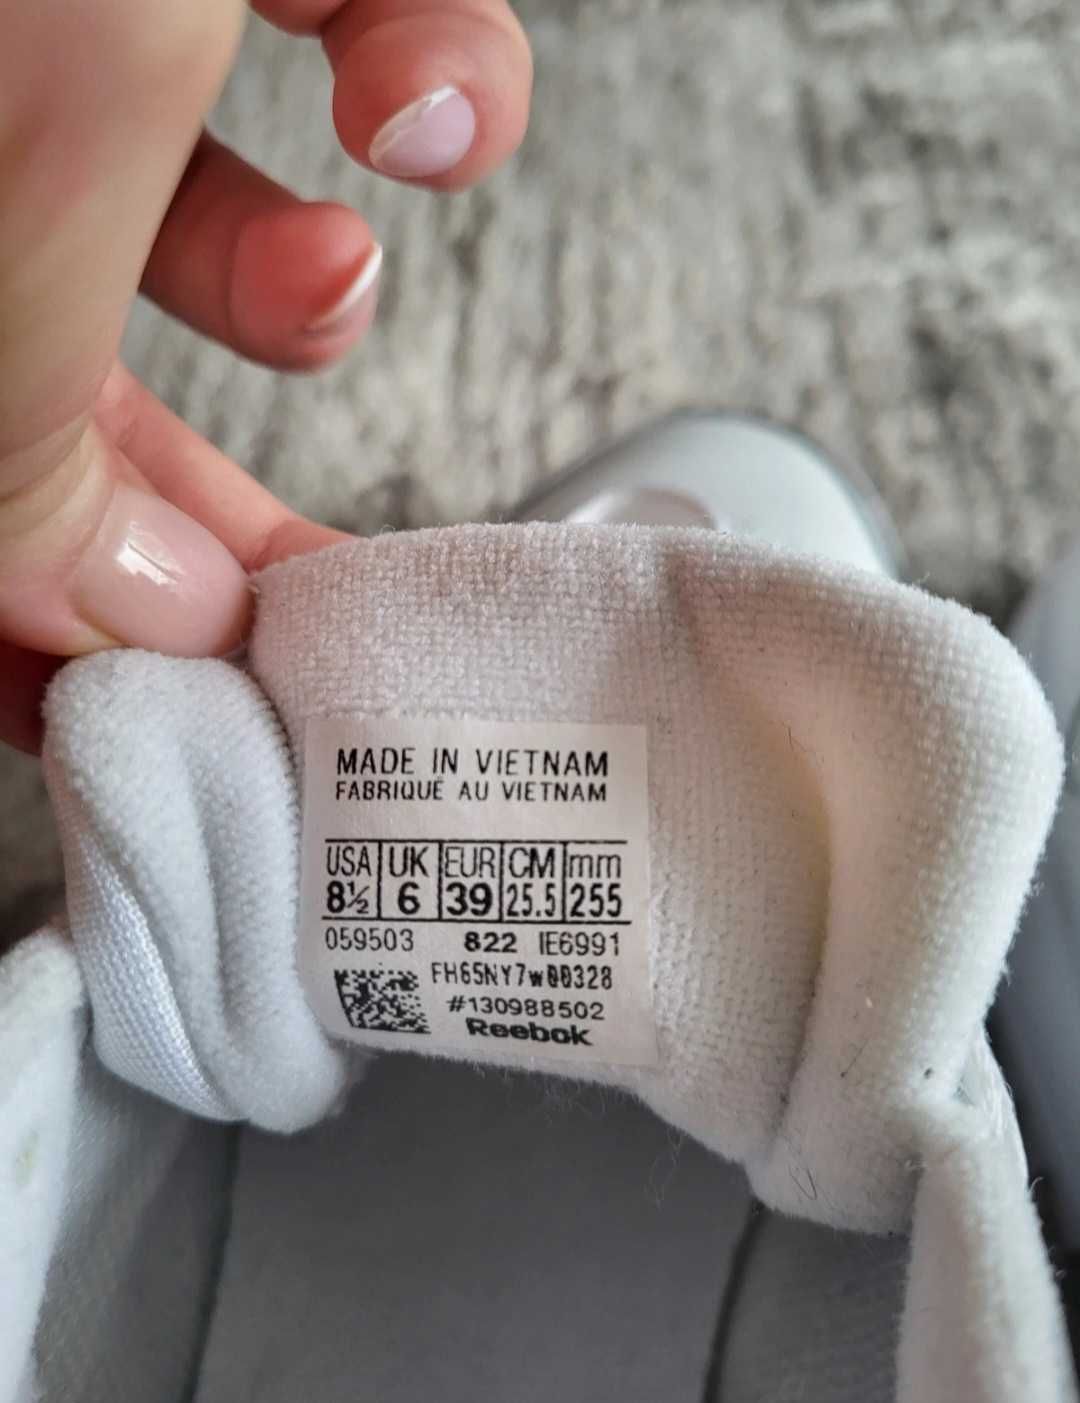 MADE IN VIETNAM
FABRIQUÉ AU VIETNAM
USA UK EUR CM mm
8½ 6 39 25.5 255
059503 822 IE6991
FH65NY7w00328
#130988502
Reebok